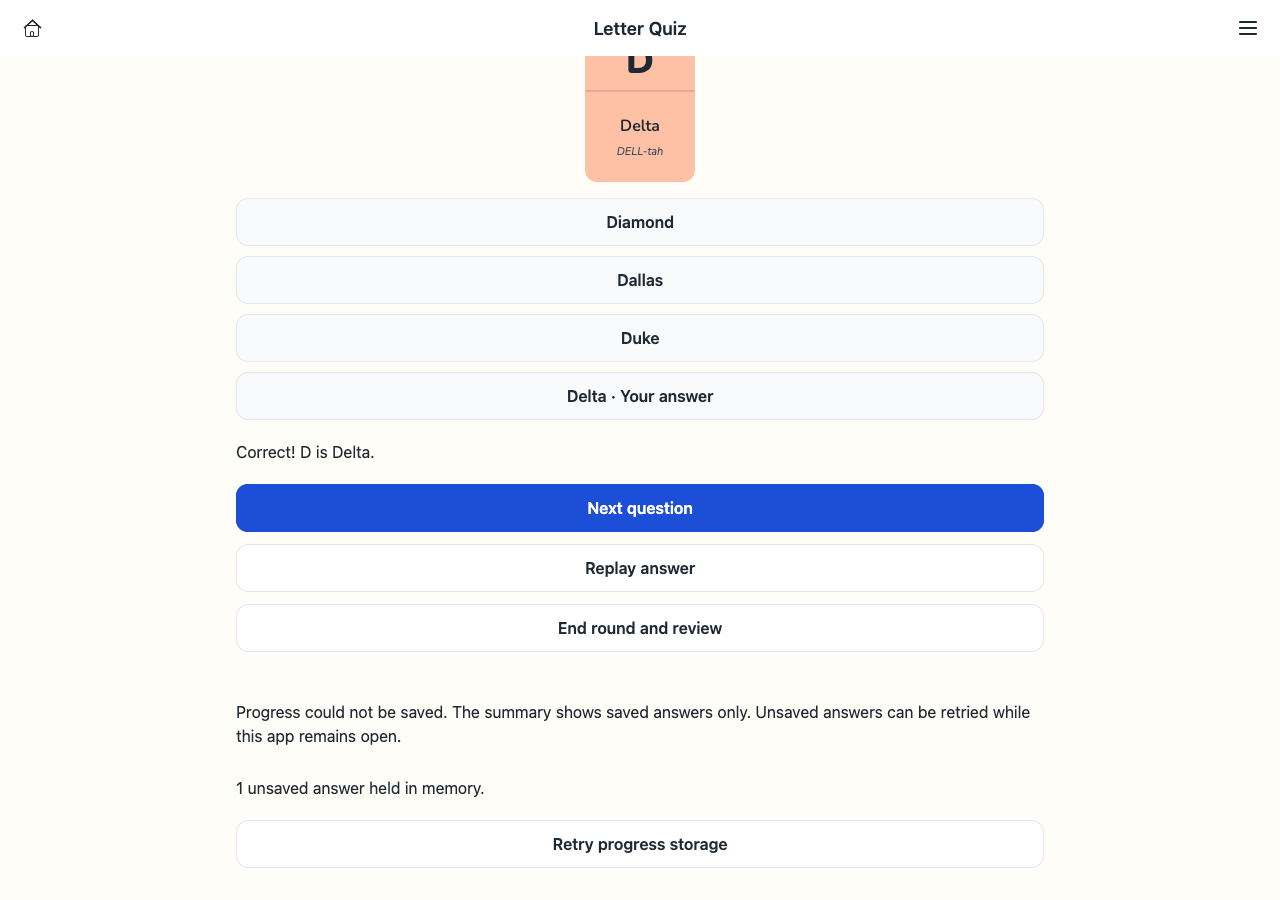 Letter Quiz
D
Delta
DELL-tah
Diamond
Dallas
Duke
Delta · Your answer
Correct! D is Delta.
Next question
Replay answer
End round and review
Progress could not be saved. The summary shows saved answers only. Unsaved answers can be retried while
this app remains open.
1 unsaved answer held in memory.
Retry progress storage